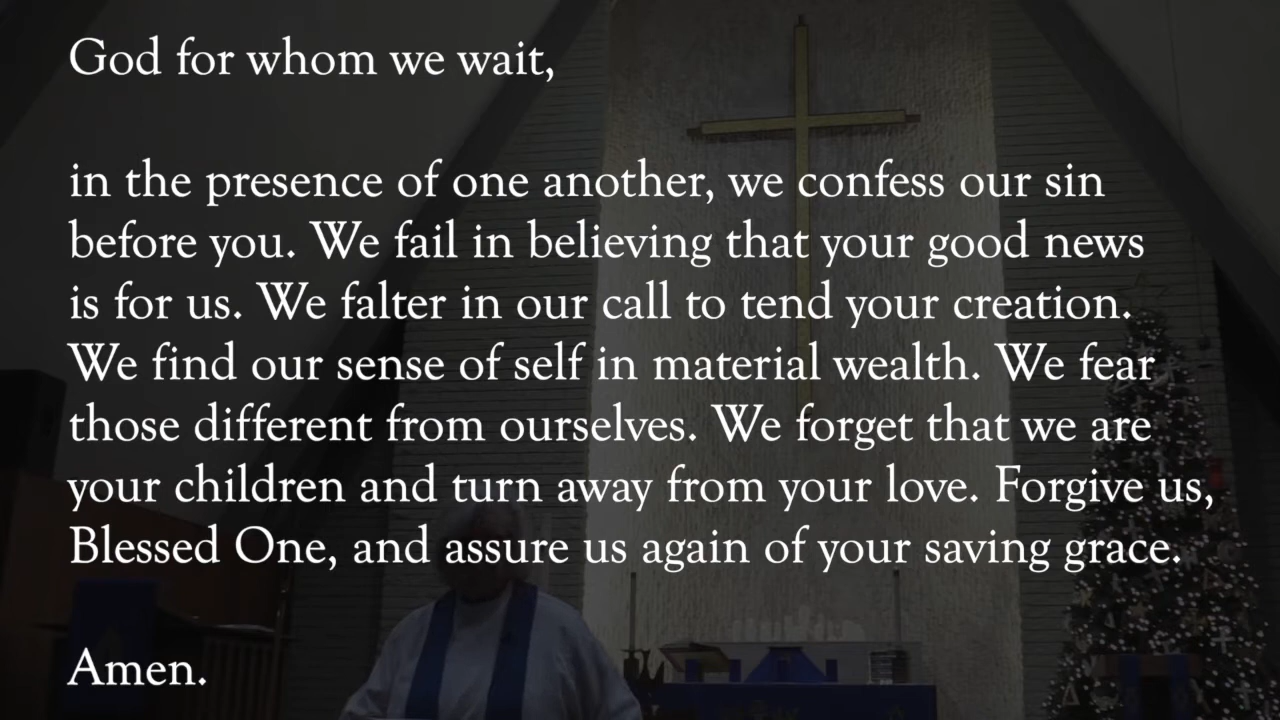 God for whom we wait,
in the presence of one another, we confess our sin
before you. We fail in believing that your good news
is for us. We falter in our call to tend your creation.
We find our sense of self in material wealth. We fear
those different from ourselves. We forget that we are
your children and turn away from your love. Forgive us,
Blessed One, and assure us again of your saving grace.
Amen.